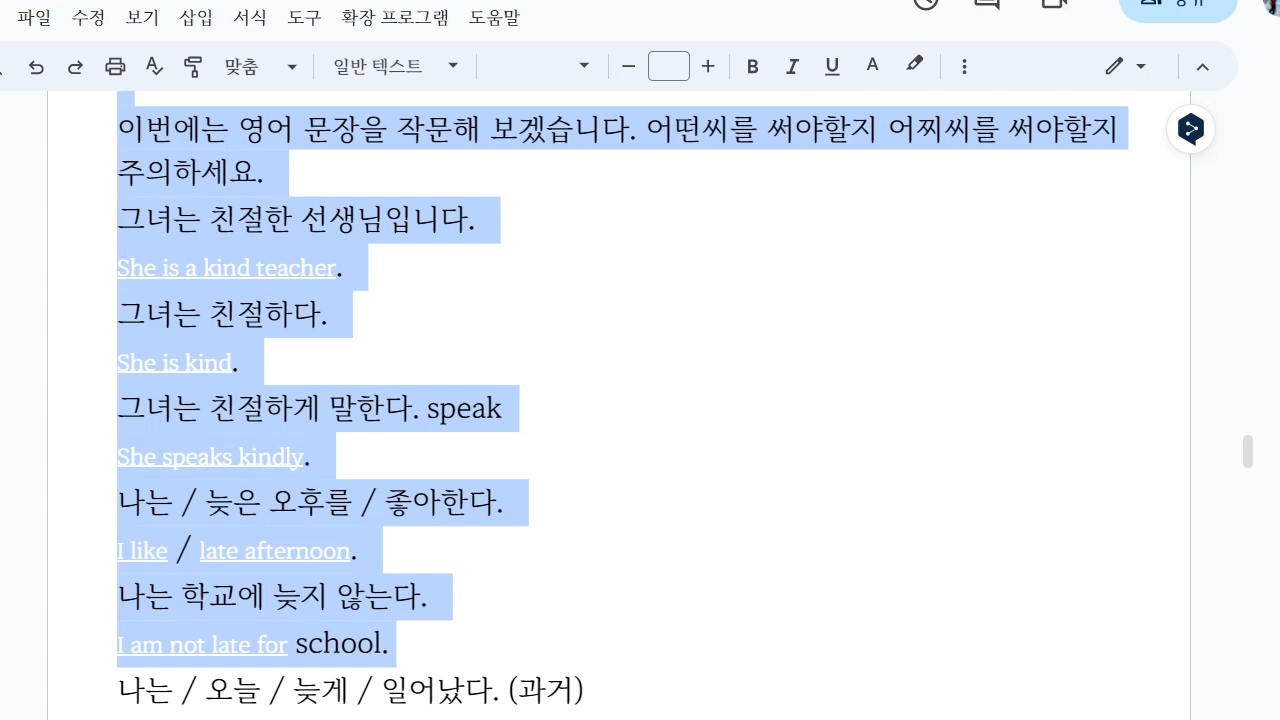 파일 수정 보기 삽입 서식 도구 확장 프로그램 도움말
맞춤 일반 텍스트 B I U A
이번에는 영어 문장을 작문해 보겠습니다. 어떤씨를 써야할지 어찌씨를 써야할지
주의하세요.
그녀는 친절한 선생님입니다.
She is a kind teacher.
그녀는 친절하다.
She is kind.
그녀는 친절하게 말한다. speak
She speaks kindly.
나는 / 늦은 오후를 / 좋아한다.
I like / late afternoon.
나는 학교에 늦지 않는다.
I am not late for school.
나는 / 오늘 / 늦게 / 일어났다. (과거)